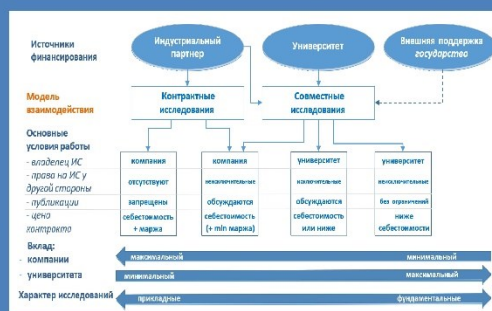 Источники
финансирования
Индустриальный
партнер
Университет
Внешняя поддержка
государства
Модель
взаимодействия
Контрактные
исследования
Совместные
исследования
Основные
условия работы
- владелец ИС
- права на ИС у
другой стороны
- публикации
- цена
контракта
компания
отсутствуют
запрещены
себестоимость
+ маржа
компания
неисключительные
обсуждаются
себестоимость
(+ min маржа)
университет
исключительные
обсуждаются
себестоимость
или ниже
университет
неисключительные
без ограничений
ниже
себестоимости
Вклад:
- компании
максимальный
минимальный
- университета
минимальный
максимальный
Характер исследований
прикладные
фундаментальные